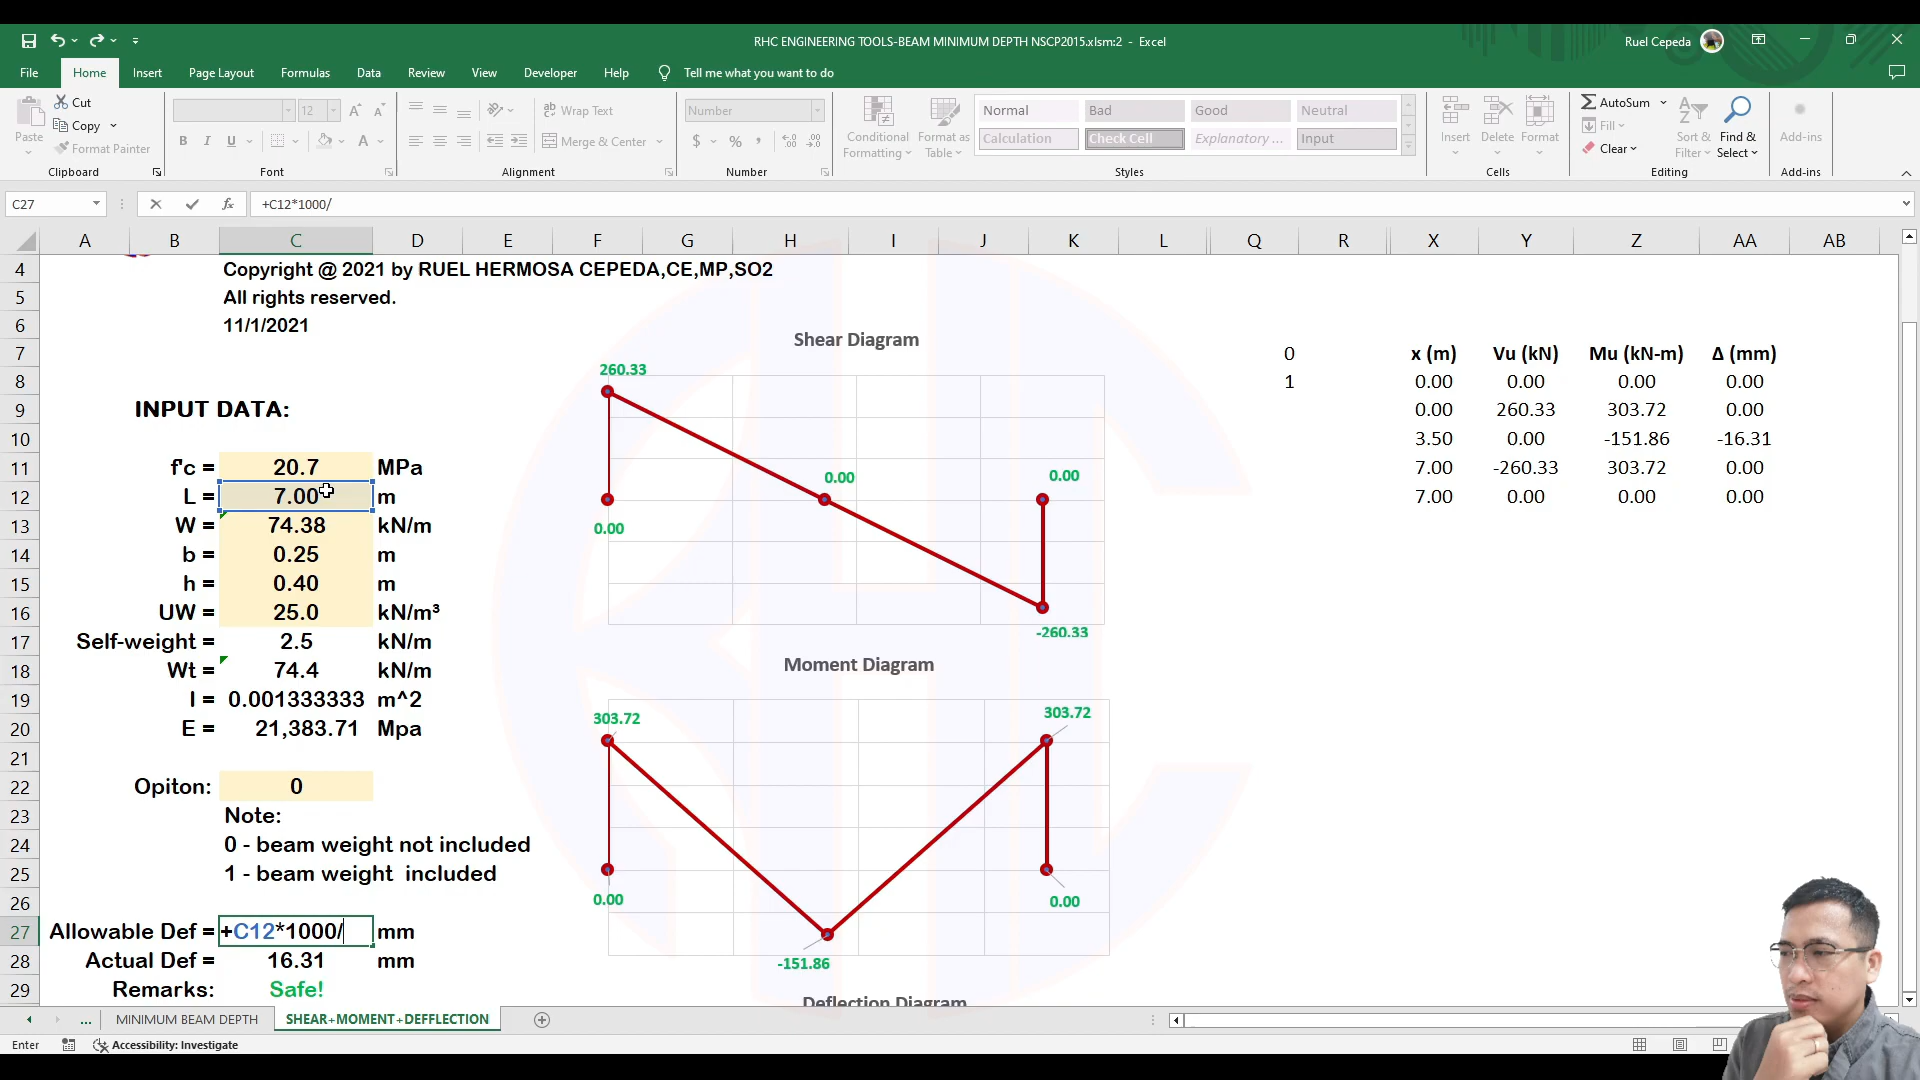 RHC ENGINEERING TOOLS-BEAM MINIMUM DEPTH NSCP2015.xlsm:2 - Excel
Ruel Cepeda
File Home Insert Page Layout Formulas Data Review View Developer Help Tell me what you want to do
Paste
Cut
Copy
Format Painter
Clipboard
12
B I U
Font
Wrap Text
Merge & Center
Alignment
Number
$ % ,
Number
Conditional Formatting
Format as Table
Normal Bad Good Neutral
Calculation Check Cell Explanatory ... Input
Styles
Insert Delete Format
Cells
AutoSum
Fill
Clear
Sort & Filter
Find & Select
Editing
Add-ins
Add-ins
C27 fx +C12*1000/
A B C D E F G H I J K L Q R X Y Z AA AB
4 Copyright @ 2021 by RUEL HERMOSA CEPEDA,CE,MP,SO2
5 All rights reserved.
6 11/1/2021
7 0 x (m) Vu (kN) Mu (kN-m) Δ (mm)
8 1 0.00 0.00 0.00 0.00
9 INPUT DATA: 0.00 260.33 303.72 0.00
10 3.50 0.00 -151.86 -16.31
11 f'c = 20.7 MPa 7.00 -260.33 303.72 0.00
12 L = 7.00 m 7.00 0.00 0.00 0.00
13 W = 74.38 kN/m
14 b = 0.25 m
15 h = 0.40 m
16 UW = 25.0 kN/m³
17 Self-weight = 2.5 kN/m
18 Wt = 74.4 kN/m
19 I = 0.001333333 m^2
20 E = 21,383.71 Mpa
21
22 Opiton: 0
23 Note:
24 0 - beam weight not included
25 1 - beam weight included
26
27 Allowable Def = +C12*1000/ mm
28 Actual Def = 16.31 mm
29 Remarks: Safe!
Shear Diagram
260.33
0.00
0.00
0.00
-260.33
Moment Diagram
303.72
303.72
0.00
0.00
-151.86
Deflection Diagram
... MINIMUM BEAM DEPTH SHEAR+MOMENT+DEFFLECTION
Enter Accessibility: Investigate